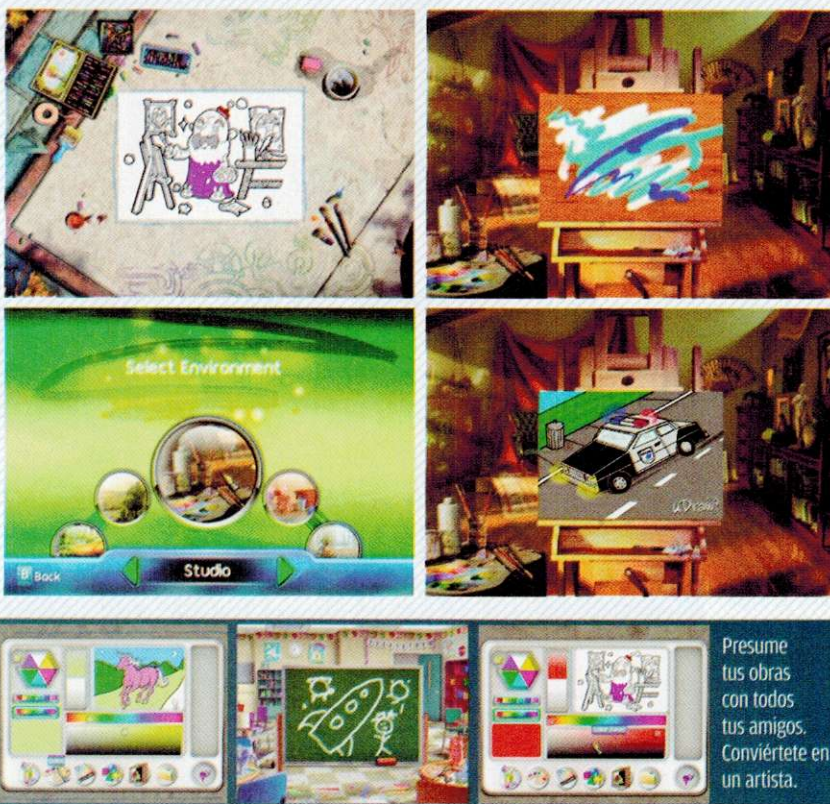 Select Environment
B Back
Studio
uDraw
Presume
tus obras
con todos
tus amigos.
Conviértete en
un artista.